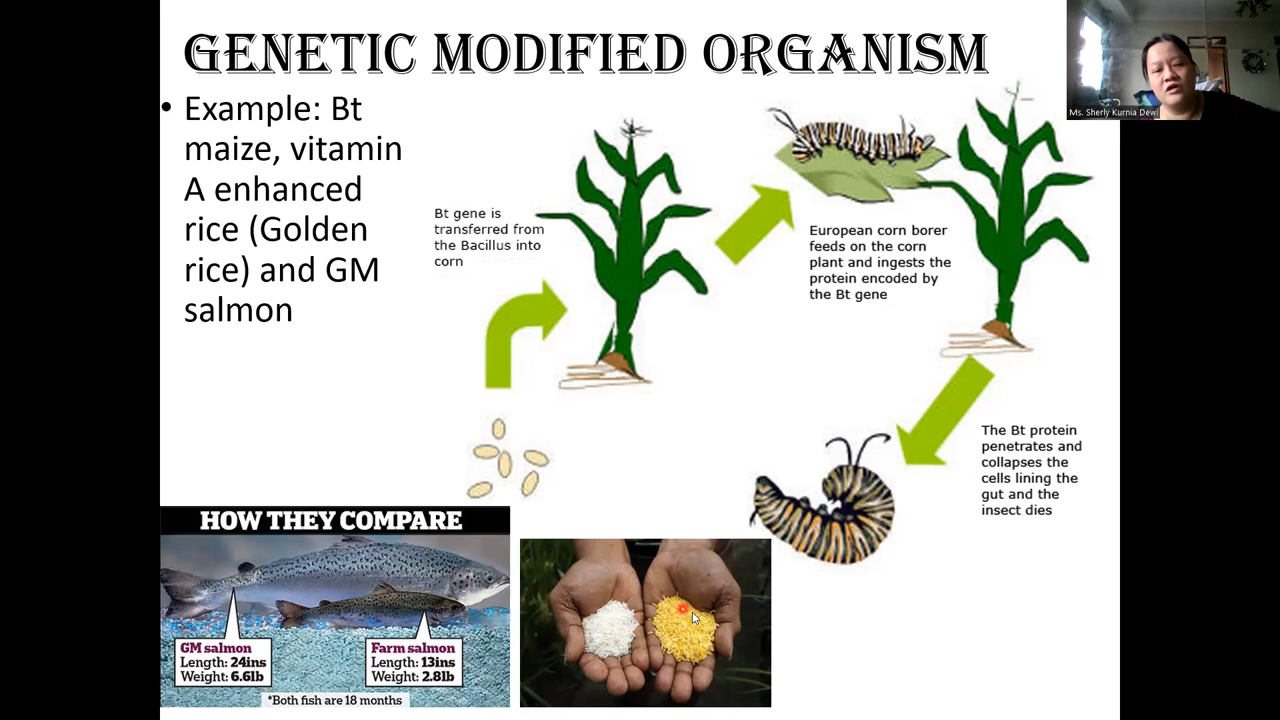 GENETIC MODIFIED ORGANISM
Ms. Sherly Kurnia Dewi
• Example: Bt
maize, vitamin
A enhanced
rice (Golden
rice) and GM
salmon
Bt gene is
transferred from
the Bacillus into
corn
European corn borer
feeds on the corn
plant and ingests the
protein encoded by
the Bt gene
The Bt protein
penetrates and
collapses the
cells lining the
gut and the
insect dies
HOW THEY COMPARE
GM salmon
Length: 24ins
Weight: 6.6lb
Farm salmon
Length: 13ins
Weight: 2.8lb
*Both fish are 18 months